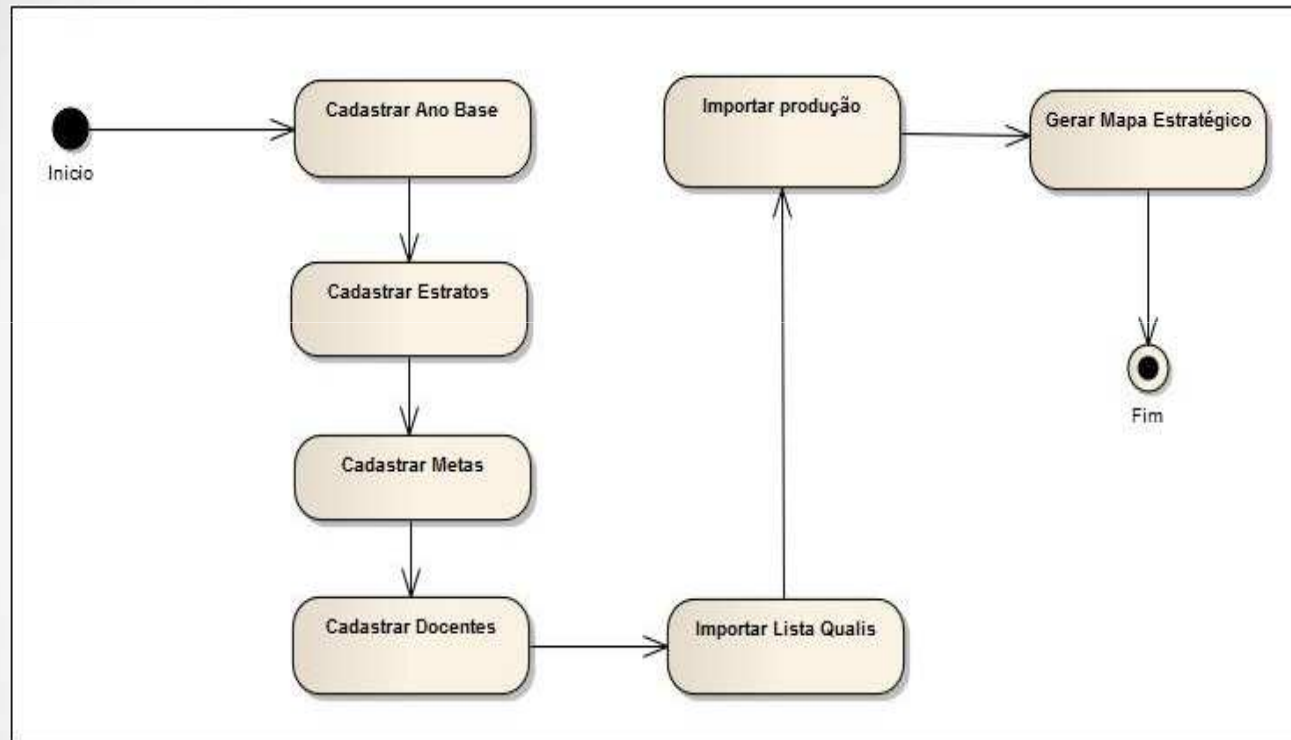 Inicio
Cadastrar Ano Base
Cadastrar Estratos
Cadastrar Metas
Cadastrar Docentes
Importar Lista Qualis
Importar produção
Gerar Mapa Estratégico
Fim